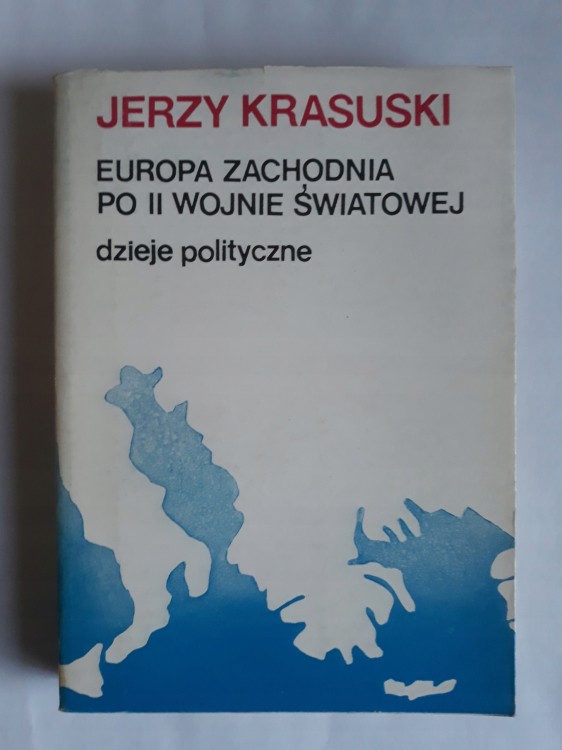 JERZY KRASUSKI
EUROPA ZACHODNIA
PO II WOJNIE ŚWIATOWEJ
dzieje polityczne